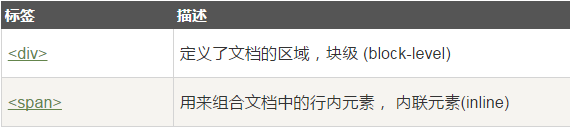 标签 描述
<div> 定义了文档的区域，块级 (block-level)
<span> 用来组合文档中的行内元素， 内联元素(inline)